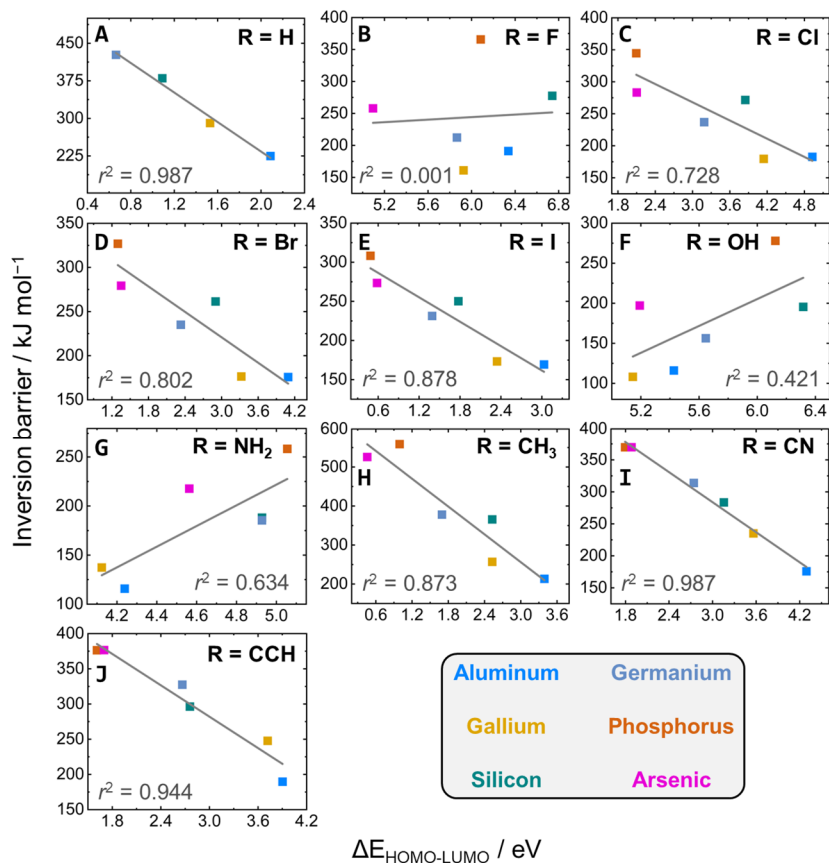 A R = H
450
375
300
225
r² = 0.987
0.4 0.8 1.2 1.6 2.0 2.4
B R = F
400
350
300
250
200
150
100
r² = 0.001
5.2 5.6 6.0 6.4 6.8
C R = Cl
400
350
300
250
200
150
100
r² = 0.728
1.6 2.4 3.2 4.0 4.8
D R = Br
350
300
250
200
150
r² = 0.802
1.2 1.8 2.4 3.0 3.6 4.2
E R = I
350
300
250
200
150
100
r² = 0.878
0.6 1.2 1.8 2.4 3.0
F R = OH
300
250
200
150
100
r² = 0.421
5.2 5.6 6.0 6.4
G R = NH₂
250
200
150
100
r² = 0.634
4.2 4.4 4.6 4.8 5.0
H R = CH₃
600
500
400
300
200
r² = 0.873
0.6 1.2 1.8 2.4 3.0 3.6
I R = CN
400
350
300
250
200
150
r² = 0.987
1.8 2.4 3.0 3.6 4.2
J R = CCH
400
350
300
250
200
150
r² = 0.944
1.8 2.4 3.0 3.6 4.2
Inversion barrier / kJ mol⁻¹
ΔE_HOMO-LUMO / eV
Aluminum Germanium
Gallium Phosphorus
Silicon Arsenic